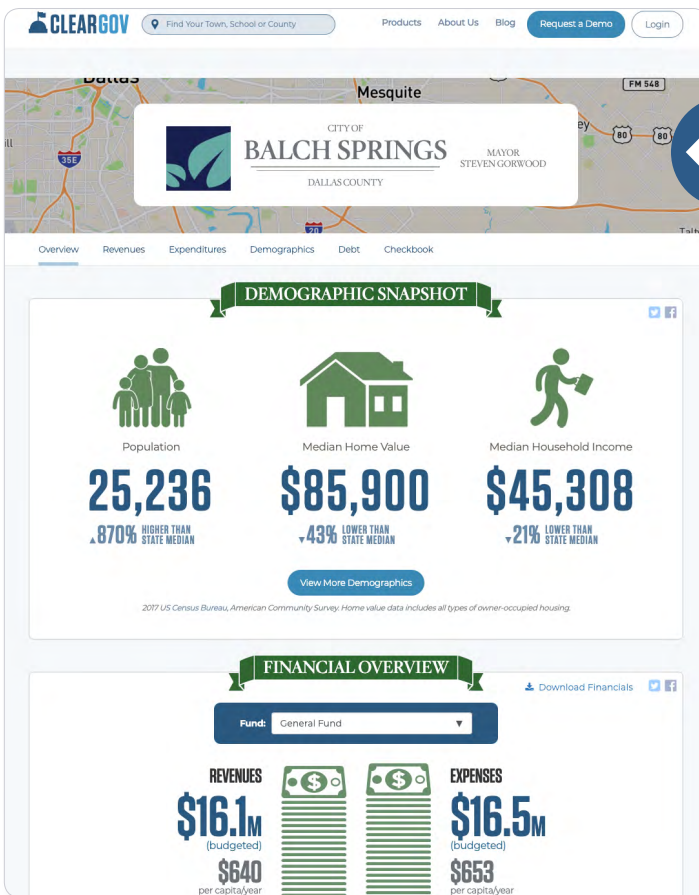 CLEARGOV
Find Your Town, School or County
Products About Us Blog Request a Demo Login
Dallas
Mesquite
FM 548
80 80
35E
20
CITY OF
BALCH SPRINGS
DALLAS COUNTY
MAYOR
STEVEN GORWOOD
Overview Revenues Expenditures Demographics Debt Checkbook
DEMOGRAPHIC SNAPSHOT
Population
25,236
▲870% HIGHER THAN
STATE MEDIAN
Median Home Value
$85,900
▼43% LOWER THAN
STATE MEDIAN
Median Household Income
$45,308
▼21% LOWER THAN
STATE MEDIAN
View More Demographics
2017 US Census Bureau, American Community Survey. Home value data includes all types of owner-occupied housing.
FINANCIAL OVERVIEW
Download Financials
Fund: General Fund
REVENUES
$16.1M
(budgeted)
$640
per capita/year
EXPENSES
$16.5M
(budgeted)
$653
per capita/year